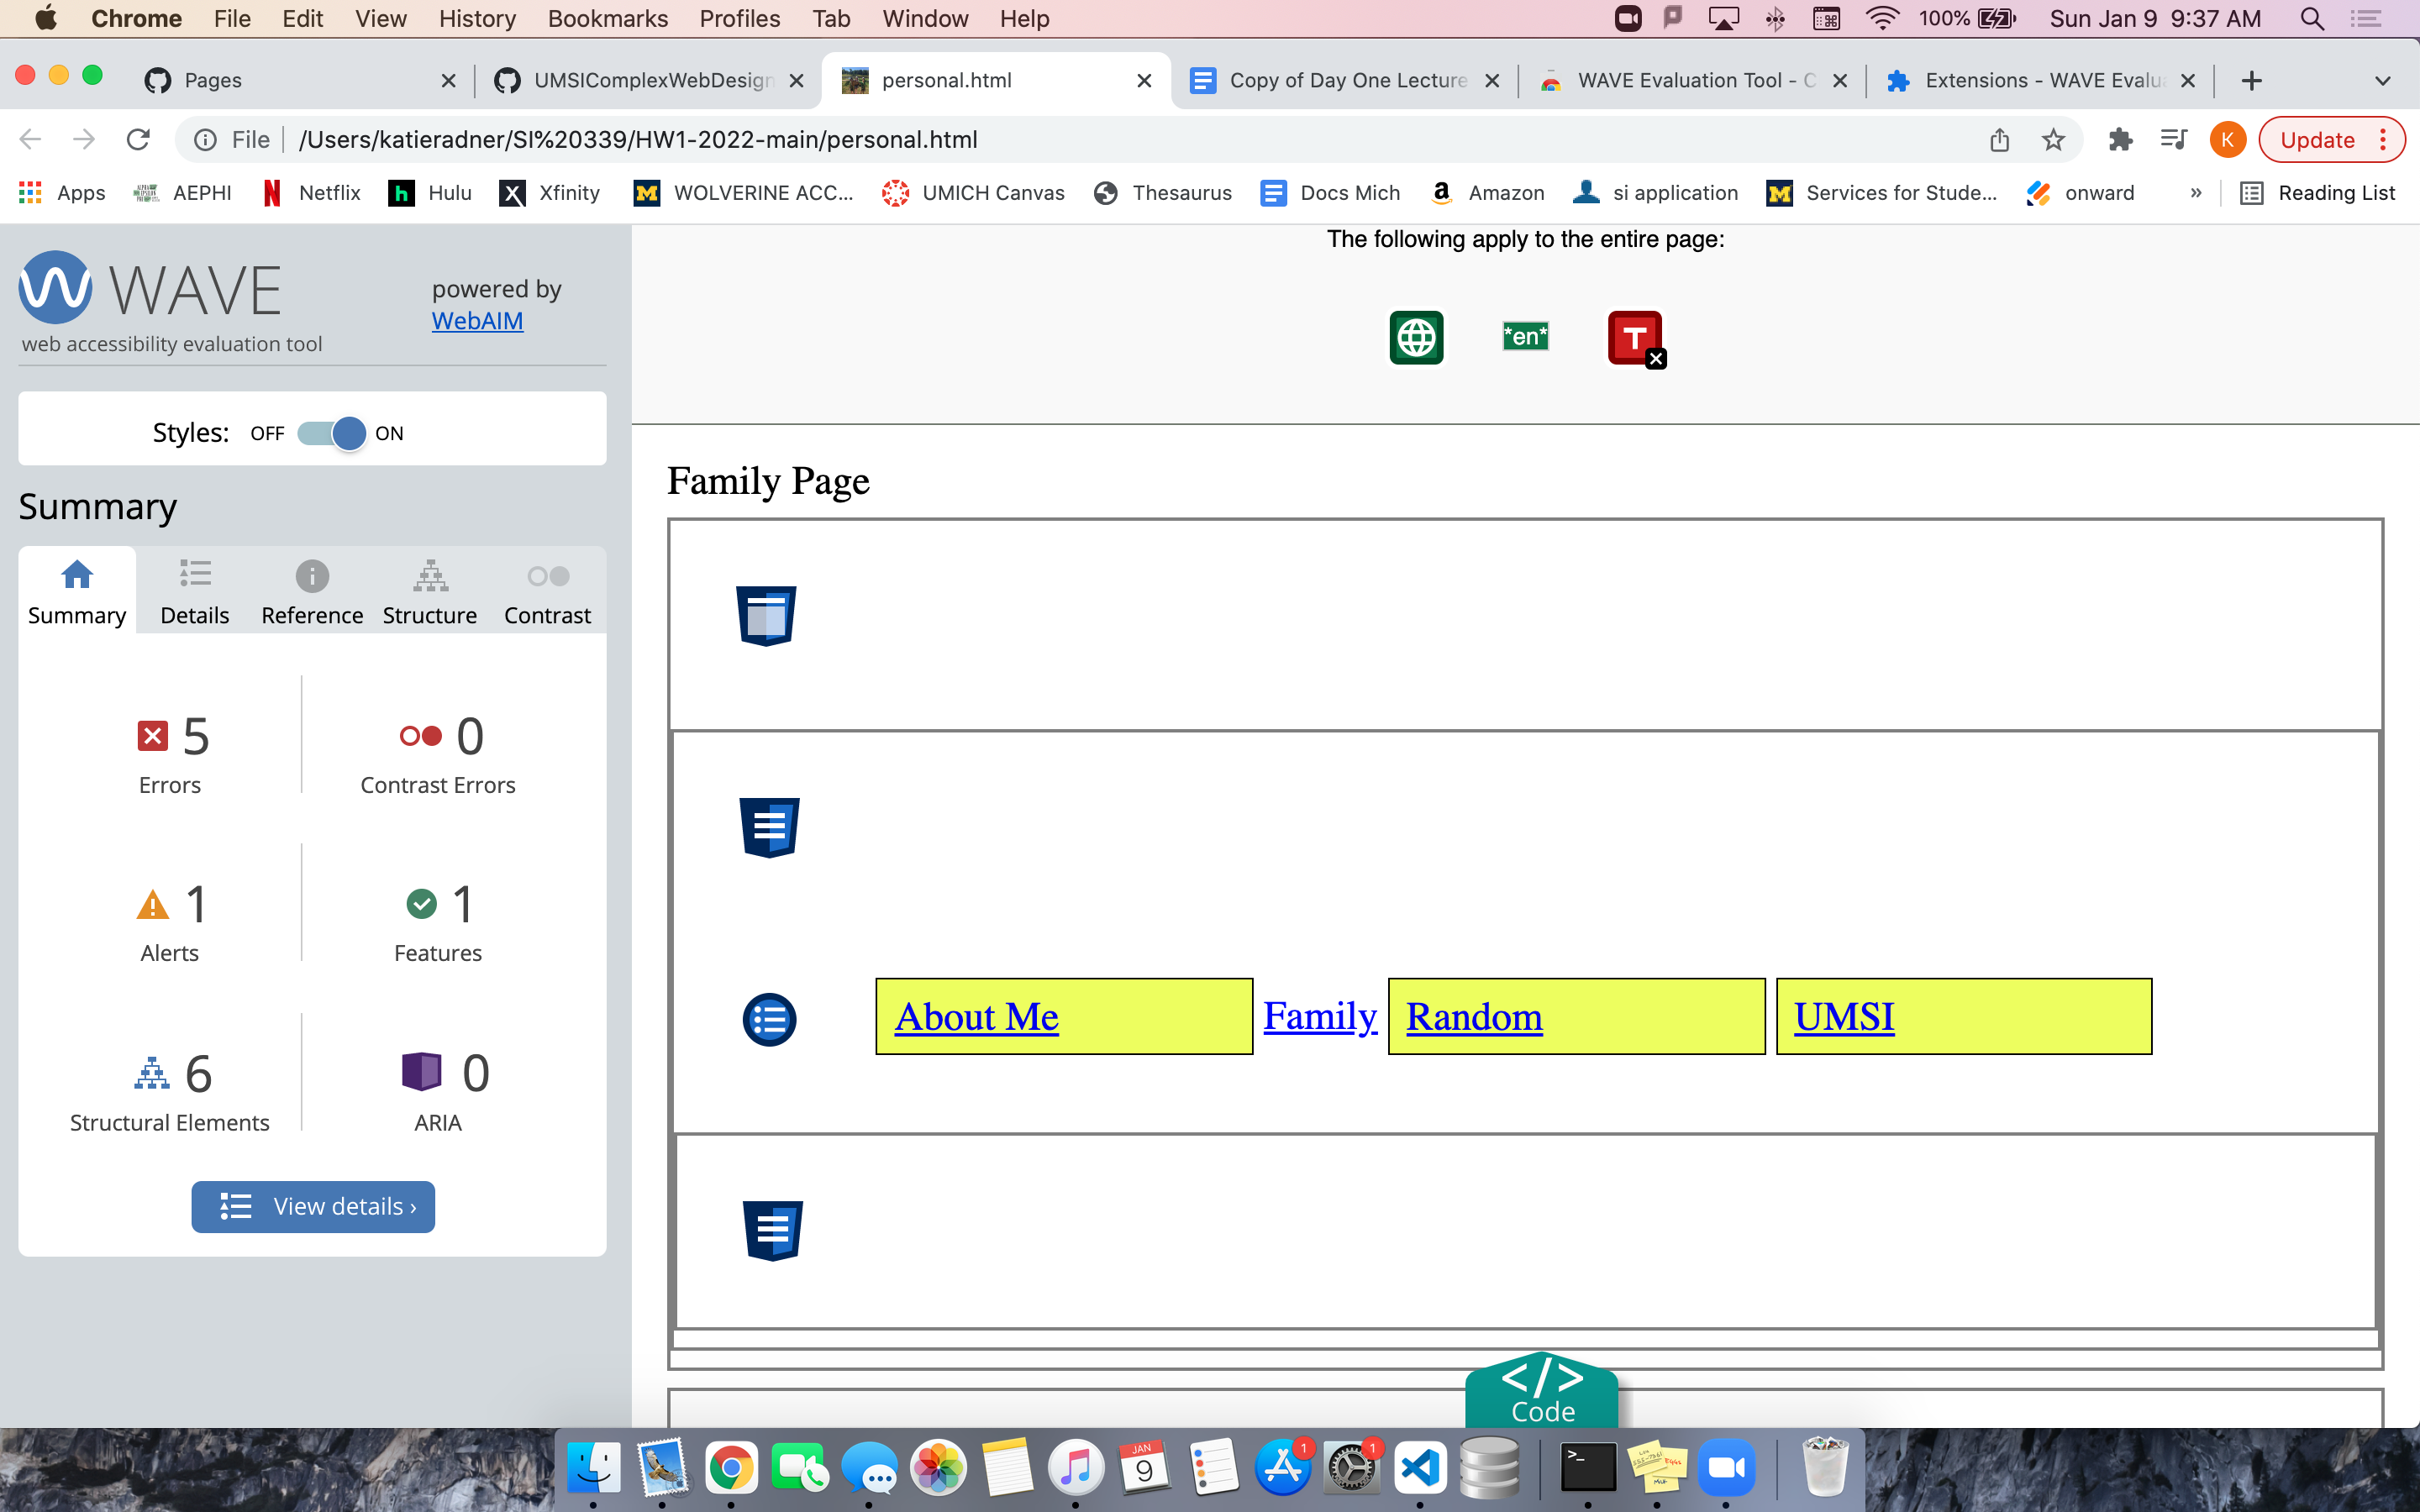 Chrome File Edit View History Bookmarks Profiles Tab Window Help 100% Sun Jan 9 9:37 AM
Pages UMSIComplexWebDesign personal.html Copy of Day One Lecture WAVE Evaluation Tool - C Extensions - WAVE Evalua
File /Users/katieradner/SI%20339/HW1-2022-main/personal.html K Update
Apps AEPHI Netflix Hulu Xfinity WOLVERINE ACC... UMICH Canvas Thesaurus Docs Mich Amazon si application Services for Stude... onward » Reading List
The following apply to the entire page:
WAVE
powered by
WebAIM
web accessibility evaluation tool
*en*
T
Styles: OFF ON
Summary
Summary Details Reference Structure Contrast
5 Errors
0 Contrast Errors
1 Alerts
1 Features
6 Structural Elements
0 ARIA
View details ›
Family Page
About Me Family Random UMSI
</>
Code
JAN
9
1
1